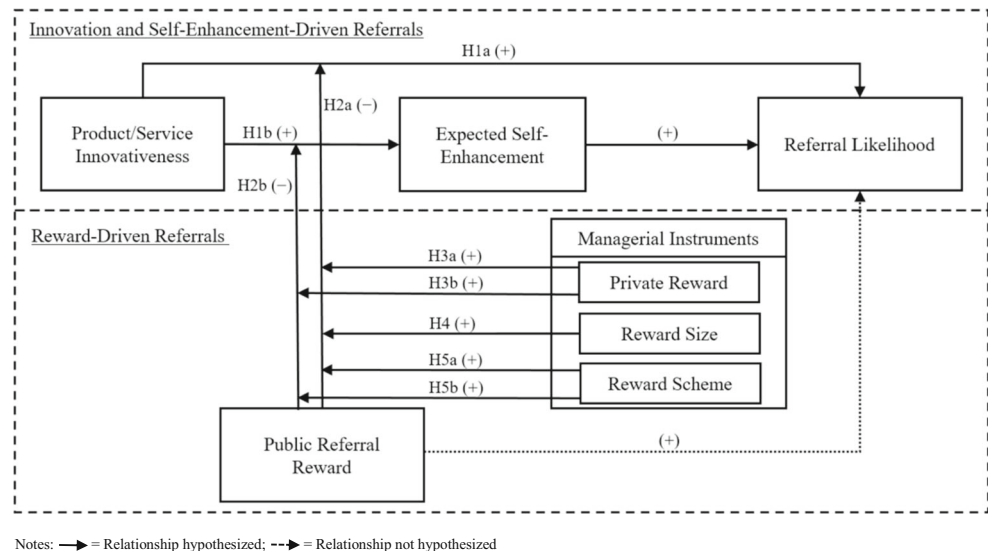 Innovation and Self-Enhancement-Driven Referrals
H1a (+)
H2a (−)
Product/Service
Innovativeness
H1b (+)
Expected Self-
Enhancement
(+)
Referral Likelihood
H2b (−)
Reward-Driven Referrals
Managerial Instruments
H3a (+)
Private Reward
H3b (+)
H4 (+)
Reward Size
H5a (+)
Reward Scheme
H5b (+)
Public Referral
Reward
(+)
Notes: = Relationship hypothesized; = Relationship not hypothesized